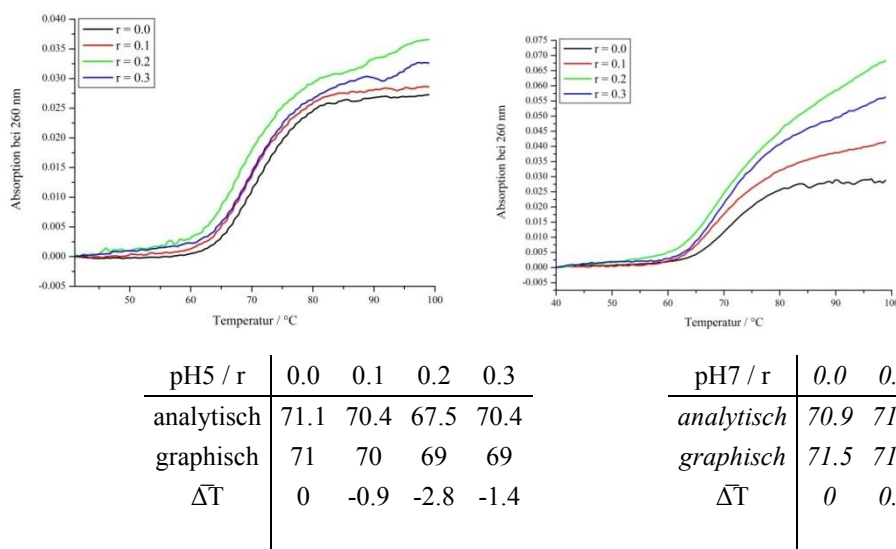 r = 0.0
r = 0.1
r = 0.2
r = 0.3
0.040
0.035
0.030
0.025
0.020
0.015
0.010
0.005
0.000
-0.005
Absorption bei 260 nm
50 60 70 80 90 100
Temperatur / °C
r = 0.0
r = 0.1
r = 0.2
r = 0.3
0.075
0.070
0.065
0.060
0.055
0.050
0.045
0.040
0.035
0.030
0.025
0.020
0.015
0.010
0.005
0.000
-0.005
Absorption bei 260 nm
40 50 60 70 80 90 100
Temperatur / °C
pH5 / r 0.0 0.1 0.2 0.3
analytisch 71.1 70.4 67.5 70.4
graphisch 71 70 69 69
Δ̅T 0 -0.9 -2.8 -1.4
pH7 / r 0.0 0.
analytisch 70.9 71
graphisch 71.5 71
Δ̅T 0 0.